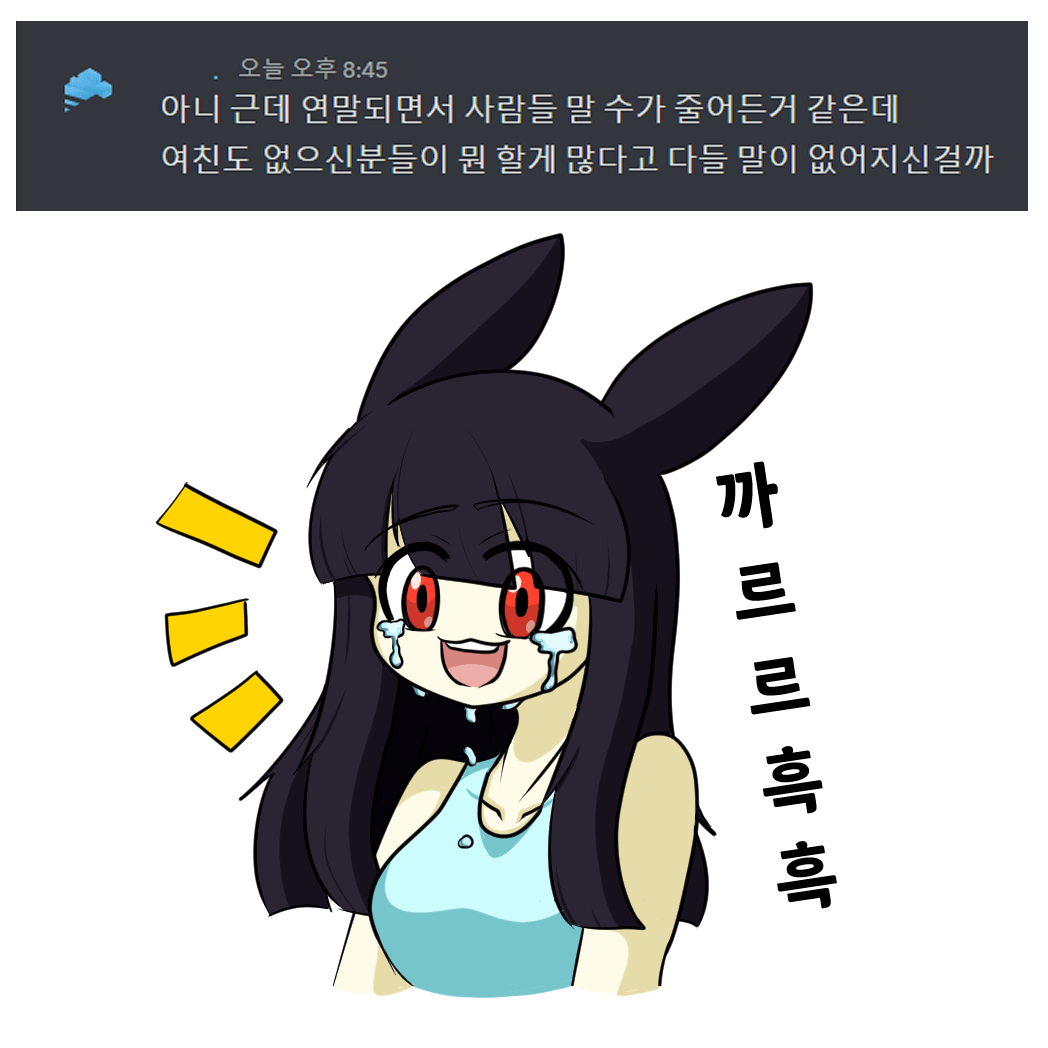 오늘 오후 8:45
아니 근데 연말되면서 사람들 말 수가 줄어든거 같은데
여친도 없으신분들이 뭔 할게 많다고 다들 말이 없어지신걸까
까르르흑흑